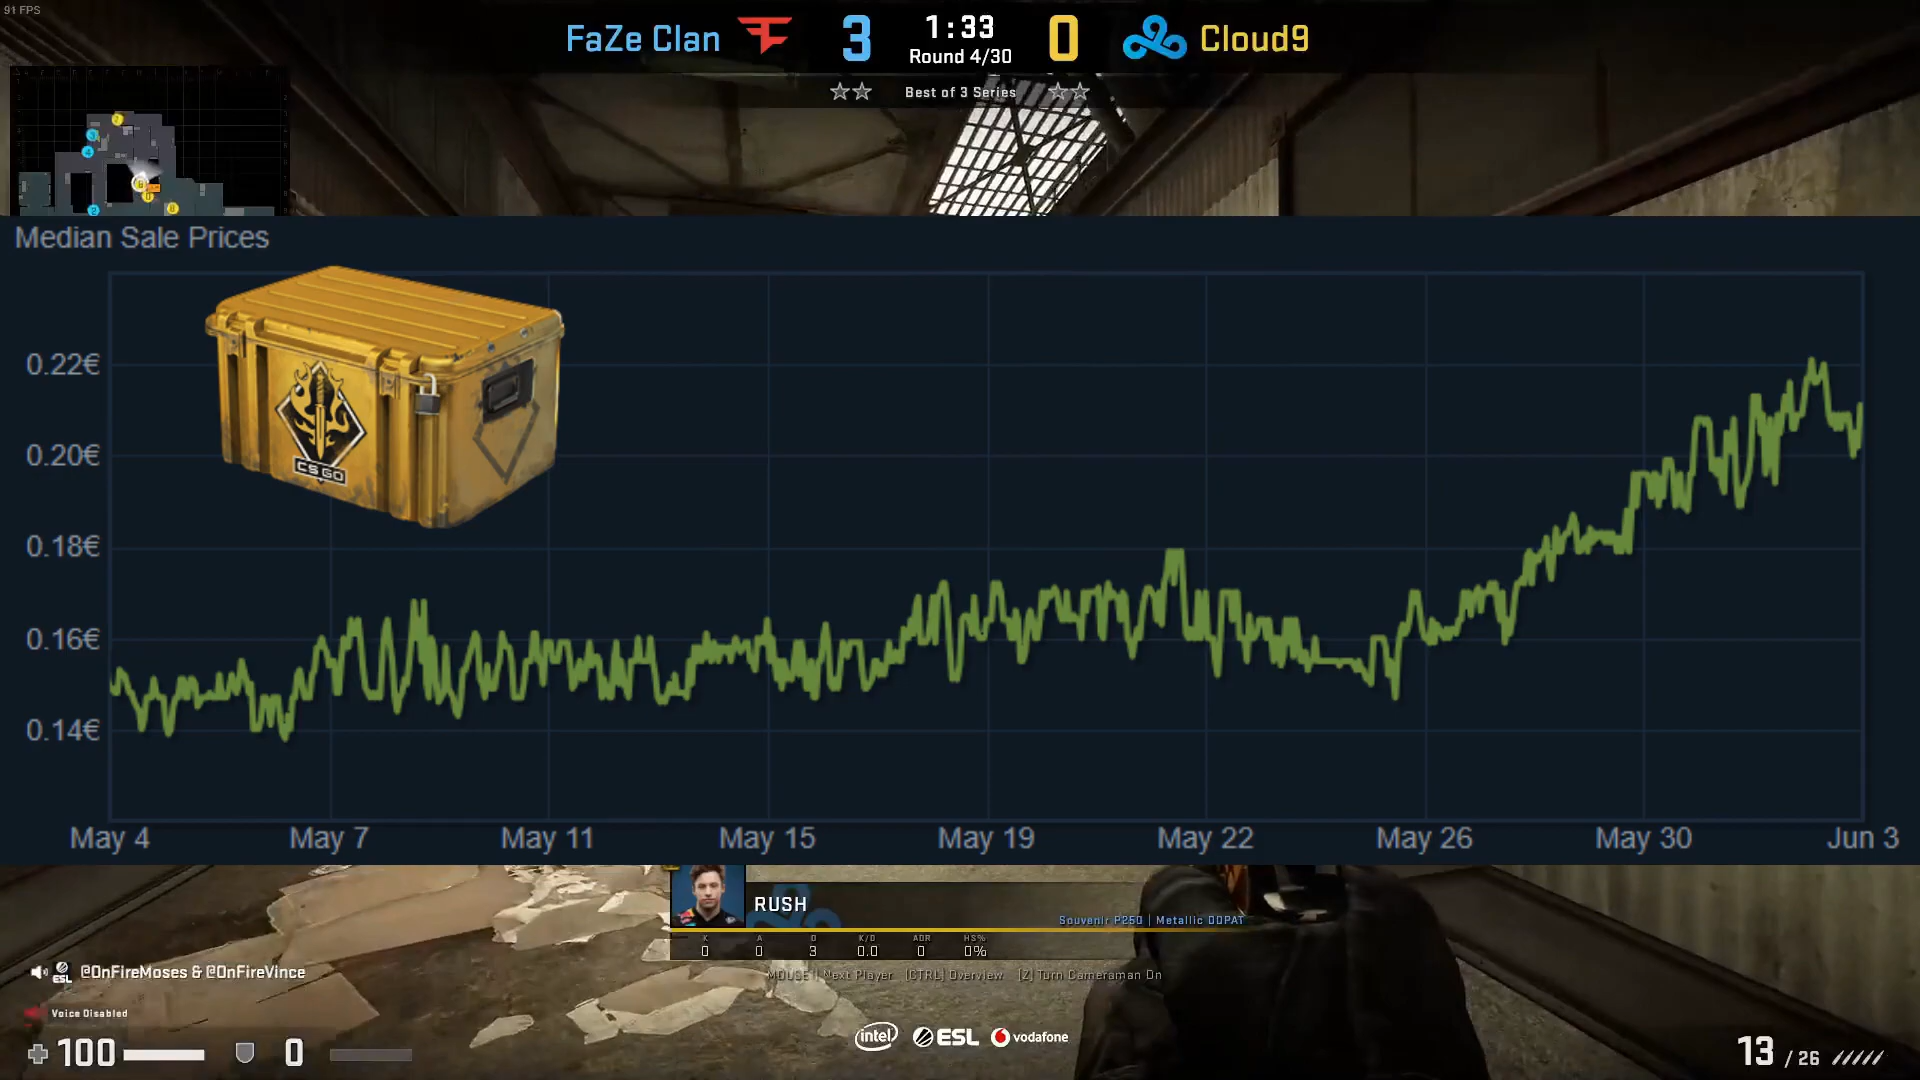 91 FPS
FaZe Clan 3 1:33 0 Cloud9
Round 4/30
Best of 3 Series
Median Sale Prices
0.22€
0.20€
0.18€
0.16€
0.14€
CS GO
May 4 May 7 May 11 May 15 May 19 May 22 May 26 May 30 Jun 3
RUSH
Souvenir P250 | Metallic DDPAT
K A D K/D ADR HS%
0 0 3 0.0 0 0%
MOUSE1 Next Player [CTRL] Overview [Z] Turn Cameraman On
ESL @OnFireMoses & @OnFireVince
Voice Disabled
100 0
intel ESL vodafone
13 / 26